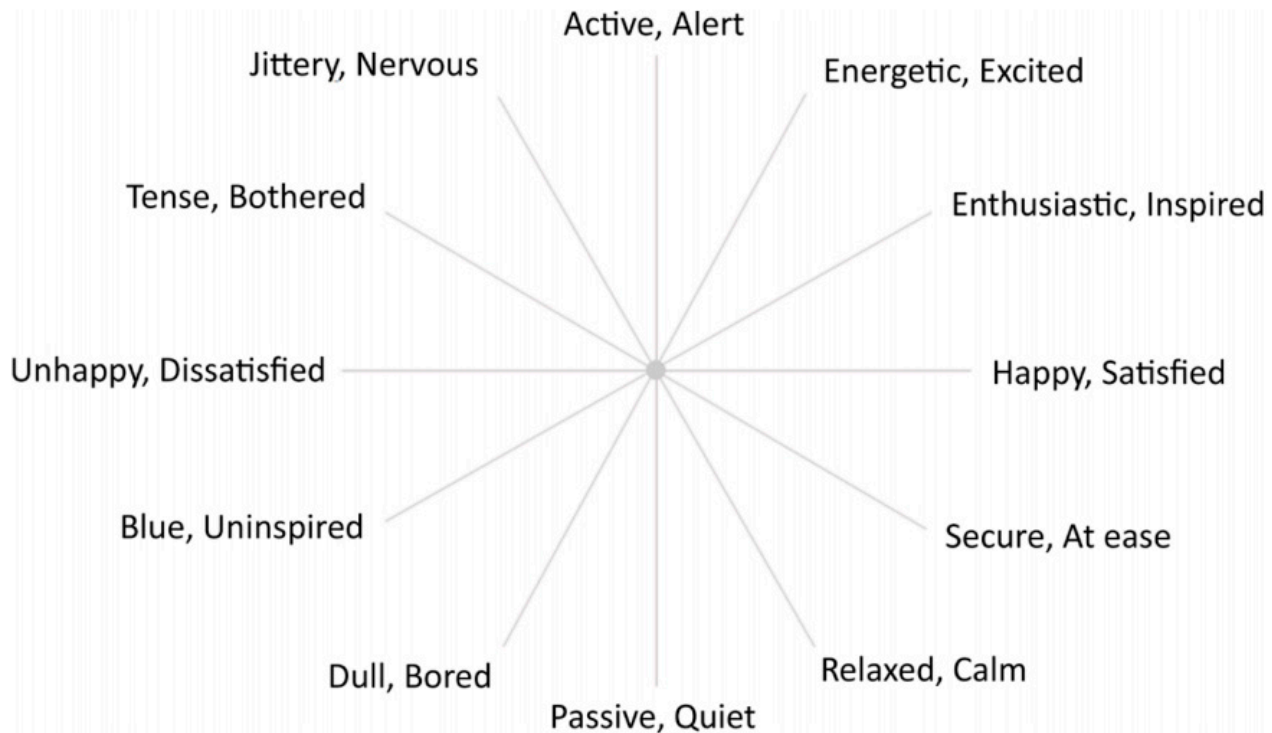 Active, Alert
Jittery, Nervous
Energetic, Excited
Tense, Bothered
Enthusiastic, Inspired
Unhappy, Dissatisfied
Happy, Satisfied
Blue, Uninspired
Secure, At ease
Dull, Bored
Relaxed, Calm
Passive, Quiet